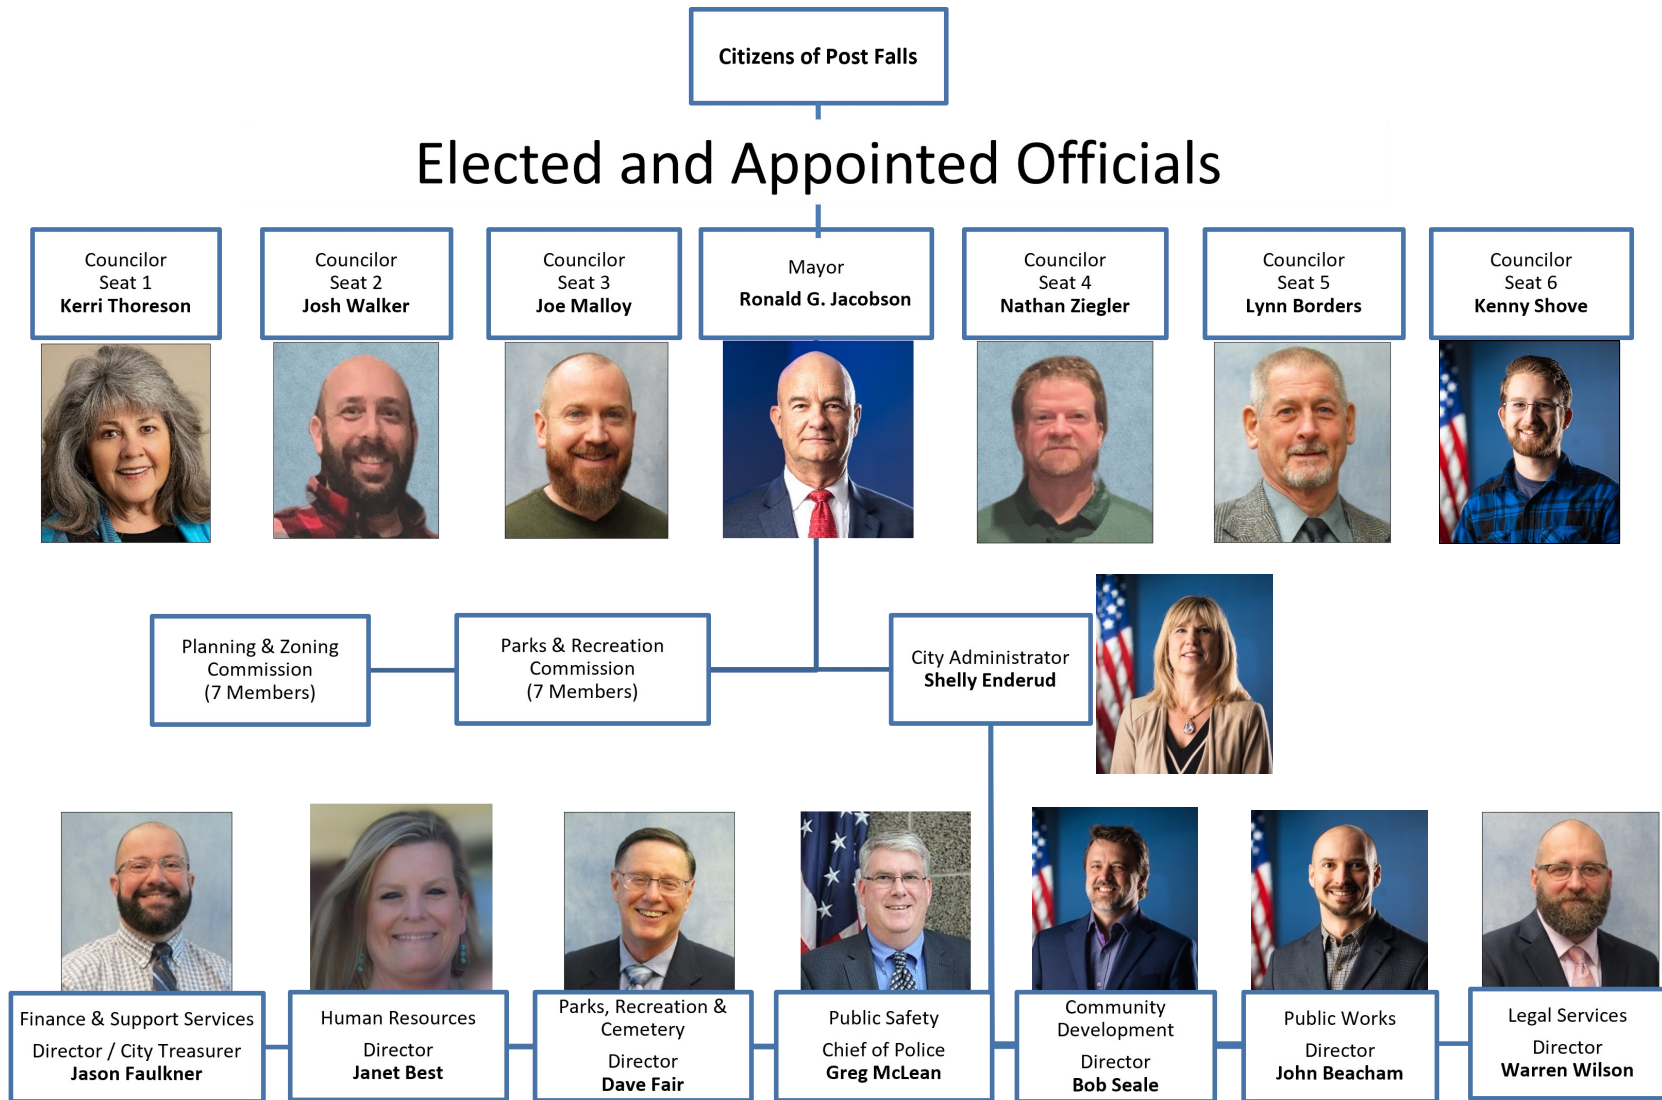 Citizens of Post Falls
Elected and Appointed Officials
Councilor
Seat 1
Kerri Thoreson
Councilor
Seat 2
Josh Walker
Councilor
Seat 3
Joe Malloy
Mayor
Ronald G. Jacobson
Councilor
Seat 4
Nathan Ziegler
Councilor
Seat 5
Lynn Borders
Councilor
Seat 6
Kenny Shove
Planning & Zoning
Commission
(7 Members)
Parks & Recreation
Commission
(7 Members)
City Administrator
Shelly Enderud
Finance & Support Services
Director / City Treasurer
Jason Faulkner
Human Resources
Director
Janet Best
Parks, Recreation &
Cemetery
Director
Dave Fair
Public Safety
Chief of Police
Greg McLean
Community
Development
Director
Bob Seale
Public Works
Director
John Beacham
Legal Services
Director
Warren Wilson